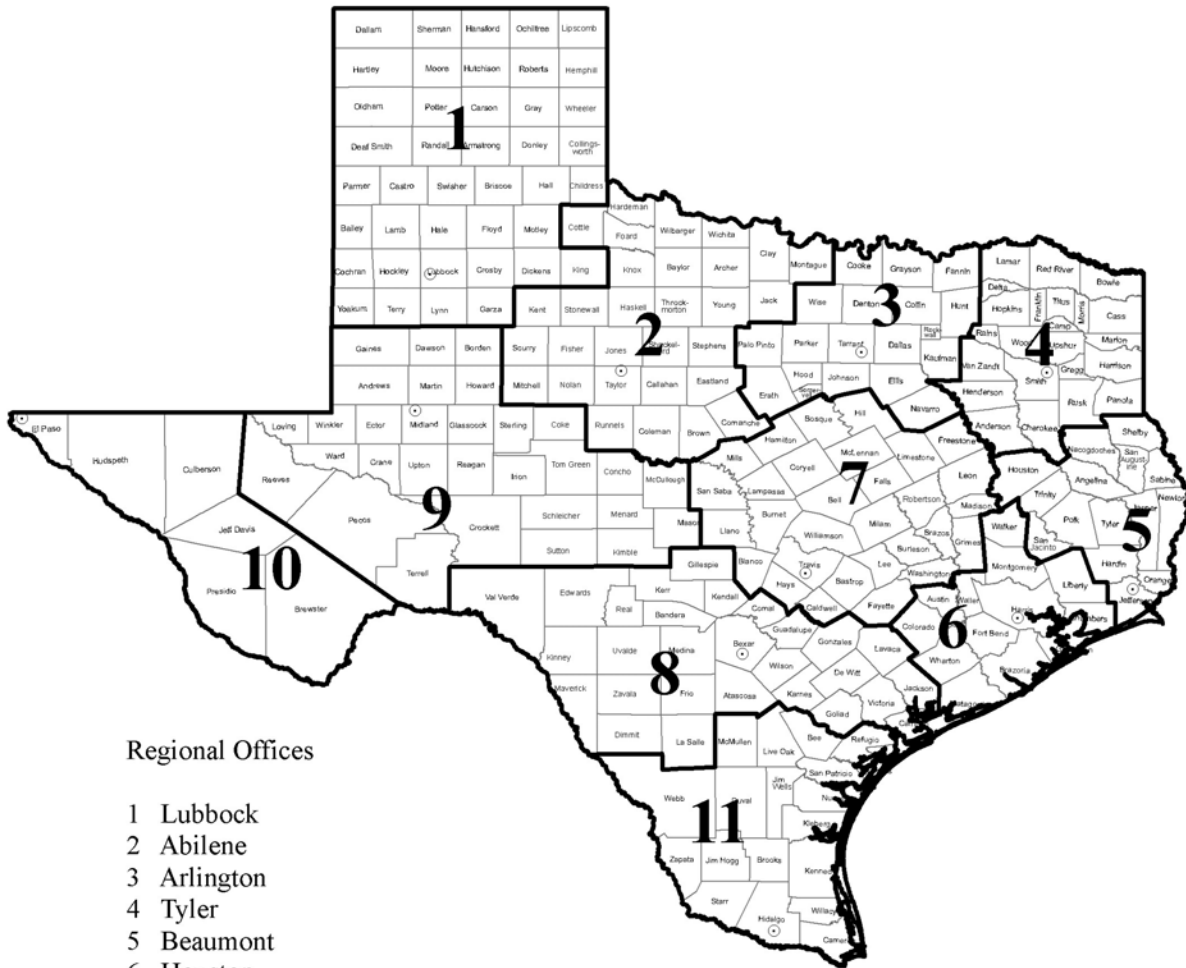 Dallam Sherman Hansford Ochiltree Lipscomb
Hartley Moore Hutchison Roberts Hemphill
Oldham Potter Carson Gray Wheeler
1
Deaf Smith Randall Armstrong Donley Collings-
worth
Parmer Castro Swisher Briscoe Hall Childress
Bailey Lamb Hale Floyd Motley Cottle
Cochran Hockley Lubbock Crosby Dickens King
Yoakum Terry Lynn Garza Kent Stonewall
Hardeman
Foard Wilbarger Wichita
Knox Baylor Archer Clay Montague
Haskell Throck-
morton Young Jack
2
Scurry Fisher Jones Stephens
Mitchell Nolan Taylor Callahan Eastland
Runnels Coleman Brown Comanche
Cooke Grayson Fannin
3
Wise Denton Collin Hunt
Palo Pinto Parker Tarrant Dallas Kaufman
Erath Hood Johnson Ellis
Navarro
Lamar Red River Bowie
Delta Hopkins Franklin Titus Morris Cass
Rains Wood Camp Upshur Marion
4
Van Zandt Smith Gregg Harrison
Henderson Rusk Panola
Anderson Cherokee
Gaines Dawson Borden
Andrews Martin Howard
Loving Winkler Ector Midland Glasscock Sterling Coke
Ward Crane Upton Reagan Irion Tom Green Concho
Reeves McCullough
9
Pecos Crockett Schleicher Menard Mason
Terrell Sutton Kimble
El Paso Hudspeth Culberson
Jeff Davis
10
Presidio Brewster
Bosque Hill
Hamilton McLennan Freestone
Mills Coryell Limestone
7
San Saba Lampasas Bell Falls Leon
Burnet Robertson Madison
Llano Williamson Milam Brazos Grimes
Blanco Travis Lee Burleson
Hays Bastrop Washington
Caldwell Fayette
Shelby
Nacogdoches San
August-
ine
Houston Angelina Sabine
Trinity Newton
Polk Tyler
5
San
Jacinto Hardin
Orange
Walker
Montgomery Liberty
Austin Waller Harris
6
Colorado Fort Bend
Wharton Brazoria
Val Verde Edwards Kerr Gillespie
Real Bandera Kendall Comal
Kinney Uvalde Medina Bexar Guadalupe Gonzales Lavaca
8
Maverick Zavala Frio Atascosa Wilson De Witt
Karnes Goliad Victoria Jackson
Dimmit La Salle
McMullen Live Oak Bee Refugio
San Patricio
Webb Duval Jim
Wells
11
Kleberg
Zapata Jim Hogg Brooks
Starr Hidalgo Willacy
Regional Offices
1 Lubbock
2 Abilene
3 Arlington
4 Tyler
5 Beaumont